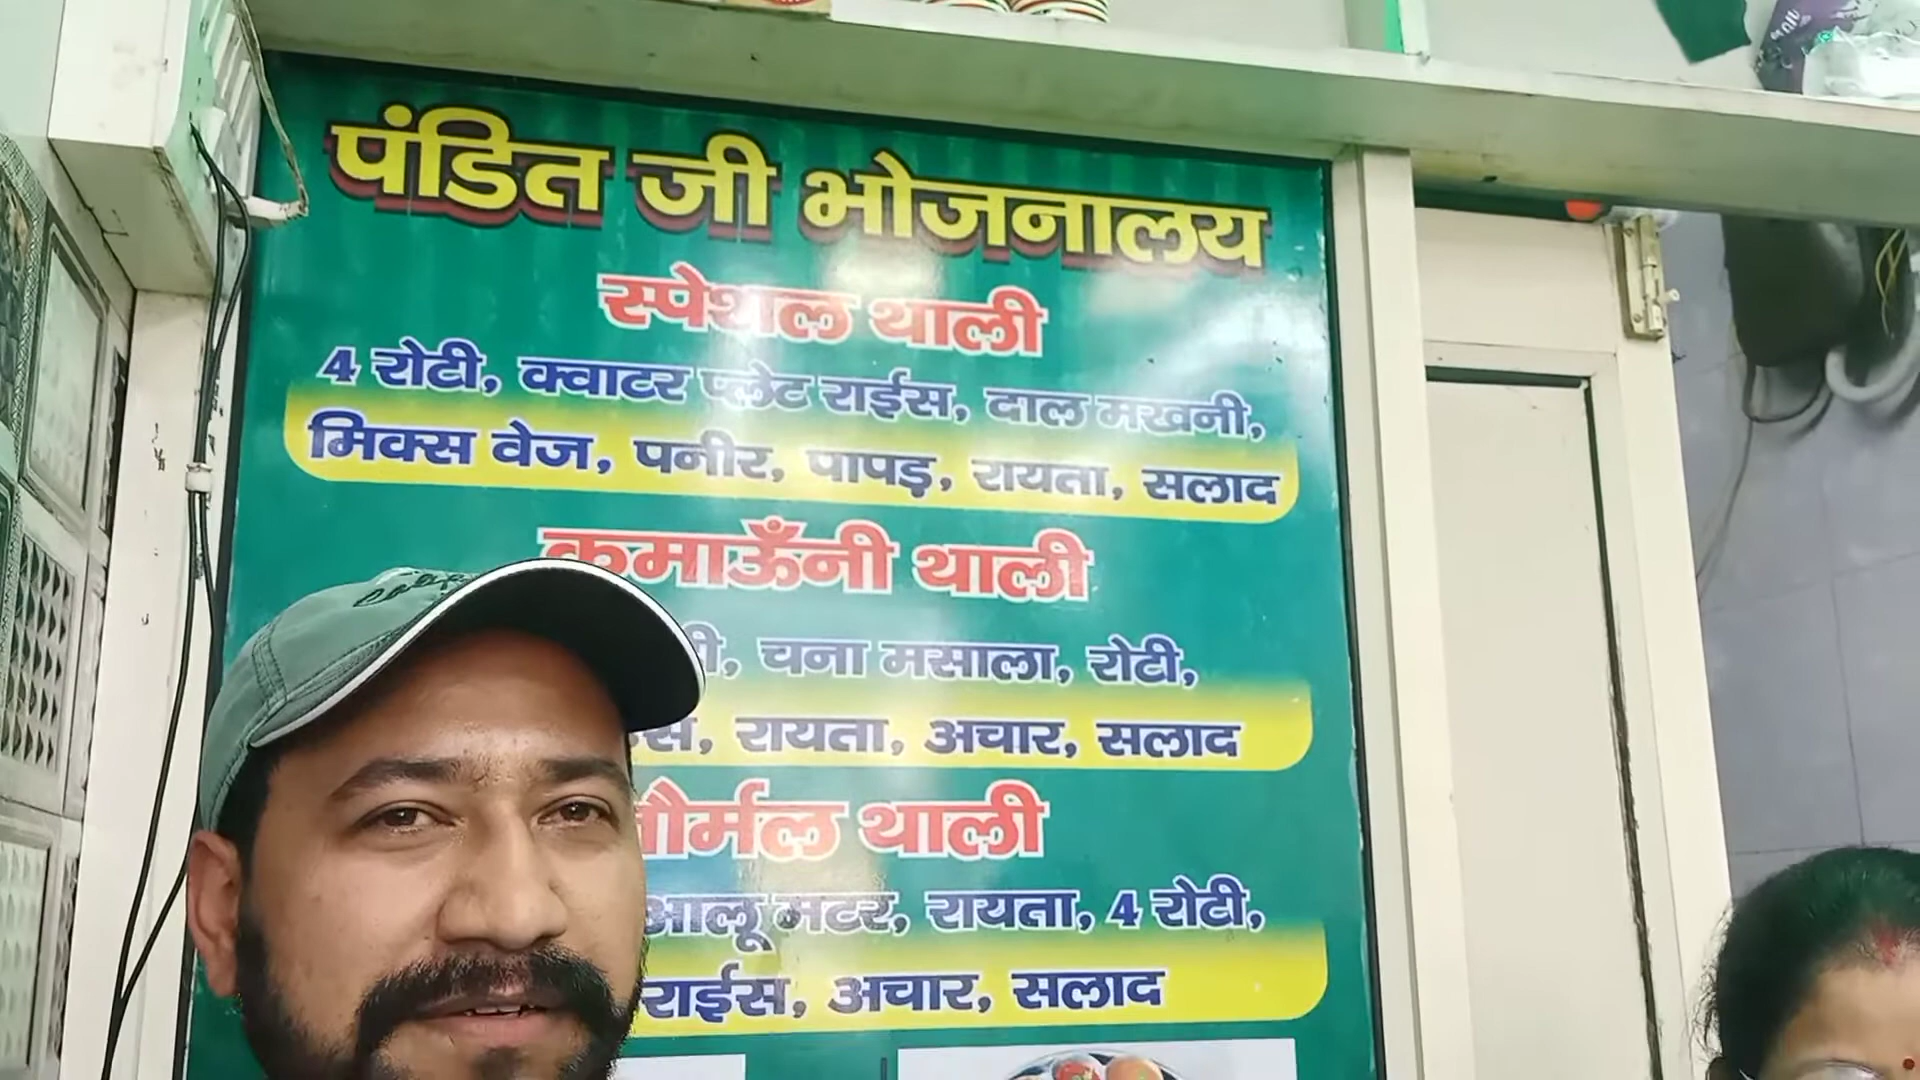 पंडित जी भोजनालय
स्पेशल थाली
4 रोटी, क्वाटर प्लेट राईस, दाल मखनी,
मिक्स वेज, पनीर, पापड़, रायता, सलाद
कुमाऊँनी थाली
चना मसाला, रोटी,
रायता, अचार, सलाद
नौर्मल थाली
आलू मटर, रायता, 4 रोटी,
राईस, अचार, सलाद